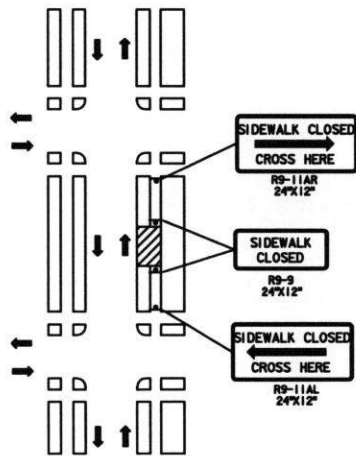 SIDEWALK CLOSED
CROSS HERE
R9-11AR
24"X12"
SIDEWALK
CLOSED
R9-9
24"X12"
SIDEWALK CLOSED
CROSS HERE
R9-11AL
24"X12"